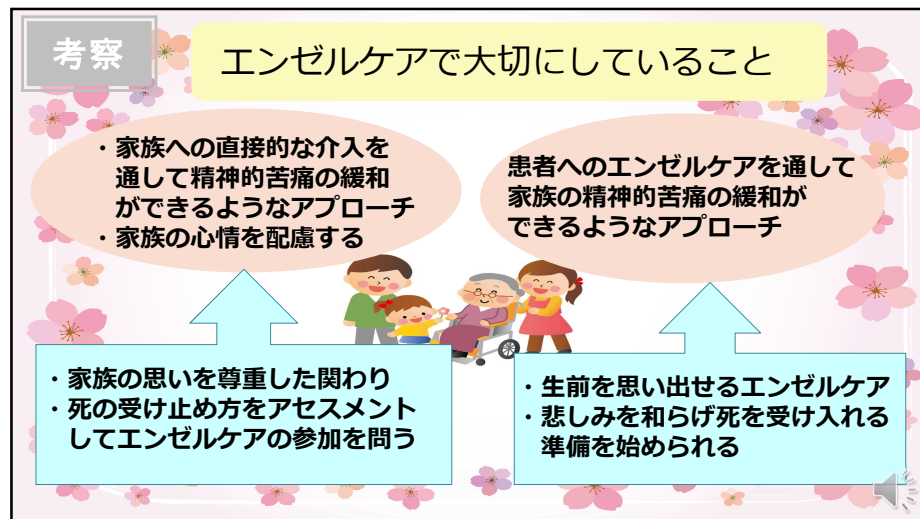 考察
エンゼルケアで大切にしていること
・家族への直接的な介入を
通して精神的苦痛の緩和
ができるようなアプローチ
・家族の心情を配慮する
患者へのエンゼルケアを通して
家族の精神的苦痛の緩和が
できるようなアプローチ
・家族の思いを尊重した関わり
・死の受け止め方をアセスメント
してエンゼルケアの参加を問う
・生前を思い出せるエンゼルケア
・悲しみを和らげ死を受け入れる
準備を始められる